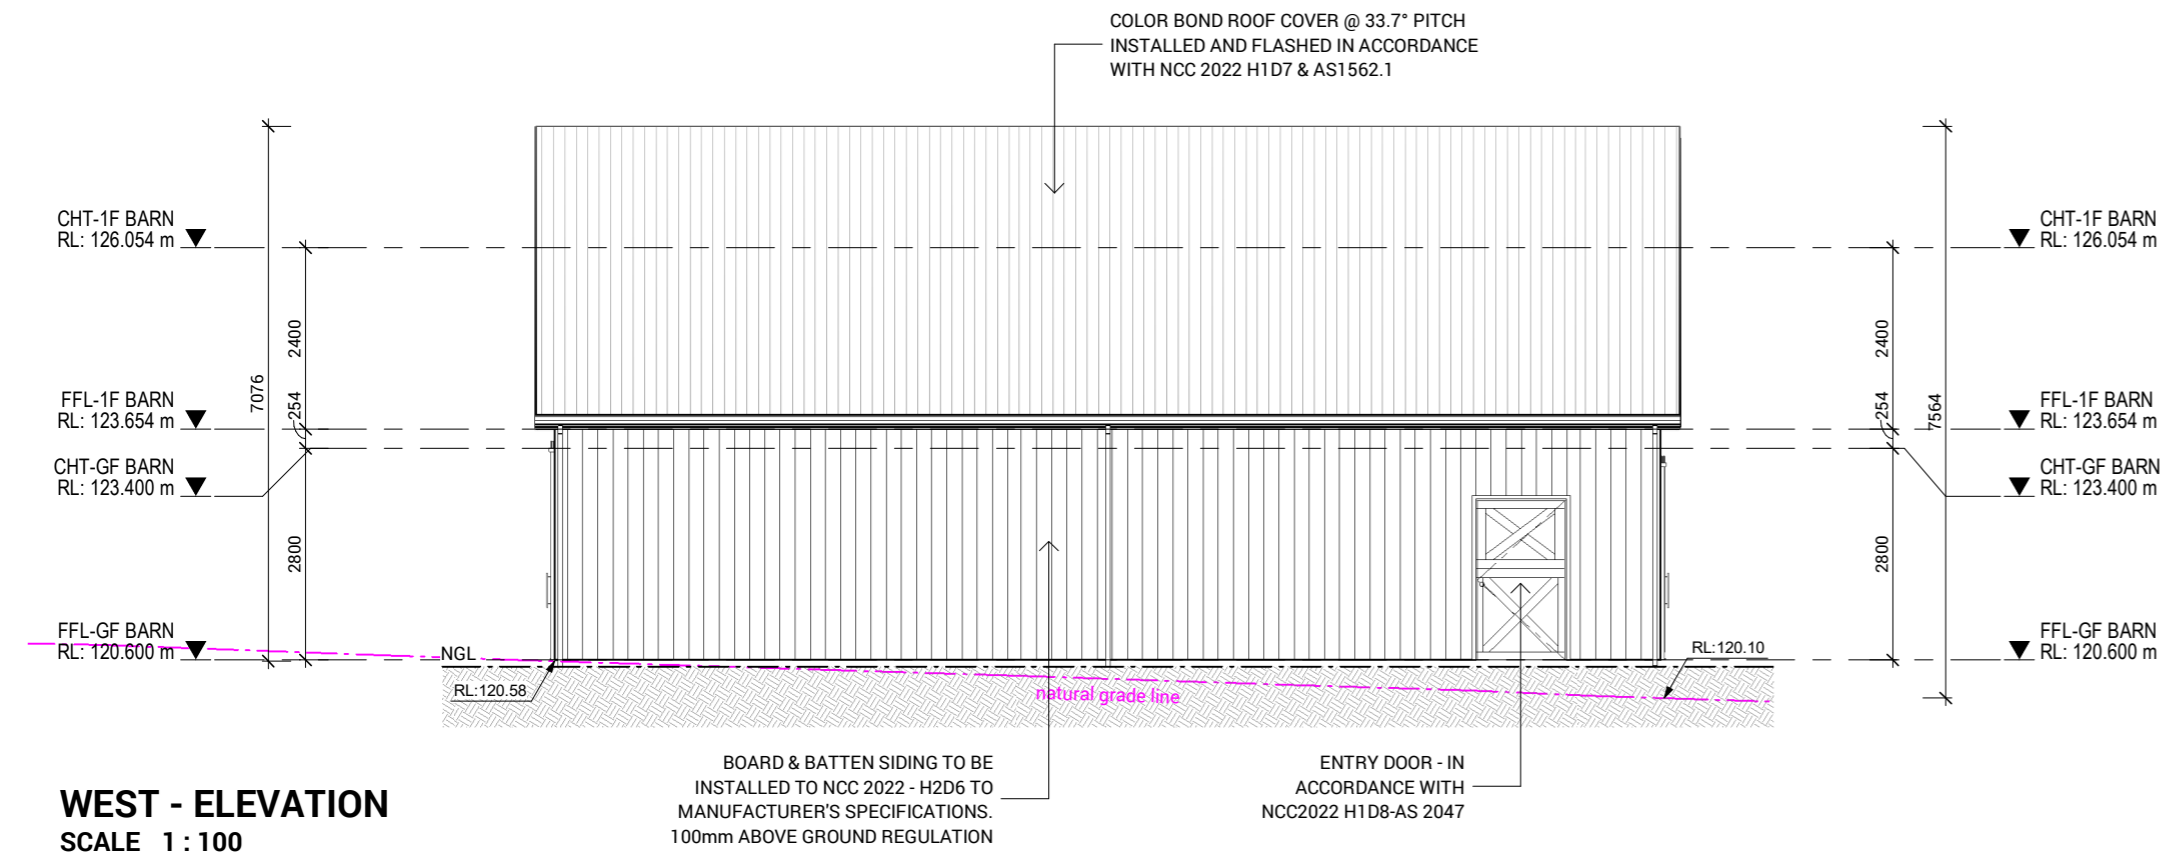 COLOR BOND ROOF COVER @ 33.7° PITCH
INSTALLED AND FLASHED IN ACCORDANCE
WITH NCC 2022 H1D7 & AS1562.1
CHT-1F BARN
RL: 126.054 m
FFL-1F BARN
RL: 123.654 m
CHT-GF BARN
RL: 123.400 m
FFL-GF BARN
RL: 120.600 m
7076
2400
254
2800
NGL
RL:120.58
natural grade line
RL:120.10
2400
254
2800
7564
CHT-1F BARN
RL: 126.054 m
FFL-1F BARN
RL: 123.654 m
CHT-GF BARN
RL: 123.400 m
FFL-GF BARN
RL: 120.600 m
BOARD & BATTEN SIDING TO BE
INSTALLED TO NCC 2022 - H2D6 TO
MANUFACTURER'S SPECIFICATIONS.
100mm ABOVE GROUND REGULATION
ENTRY DOOR - IN
ACCORDANCE WITH
NCC2022 H1D8-AS 2047
WEST - ELEVATION
SCALE 1 : 100